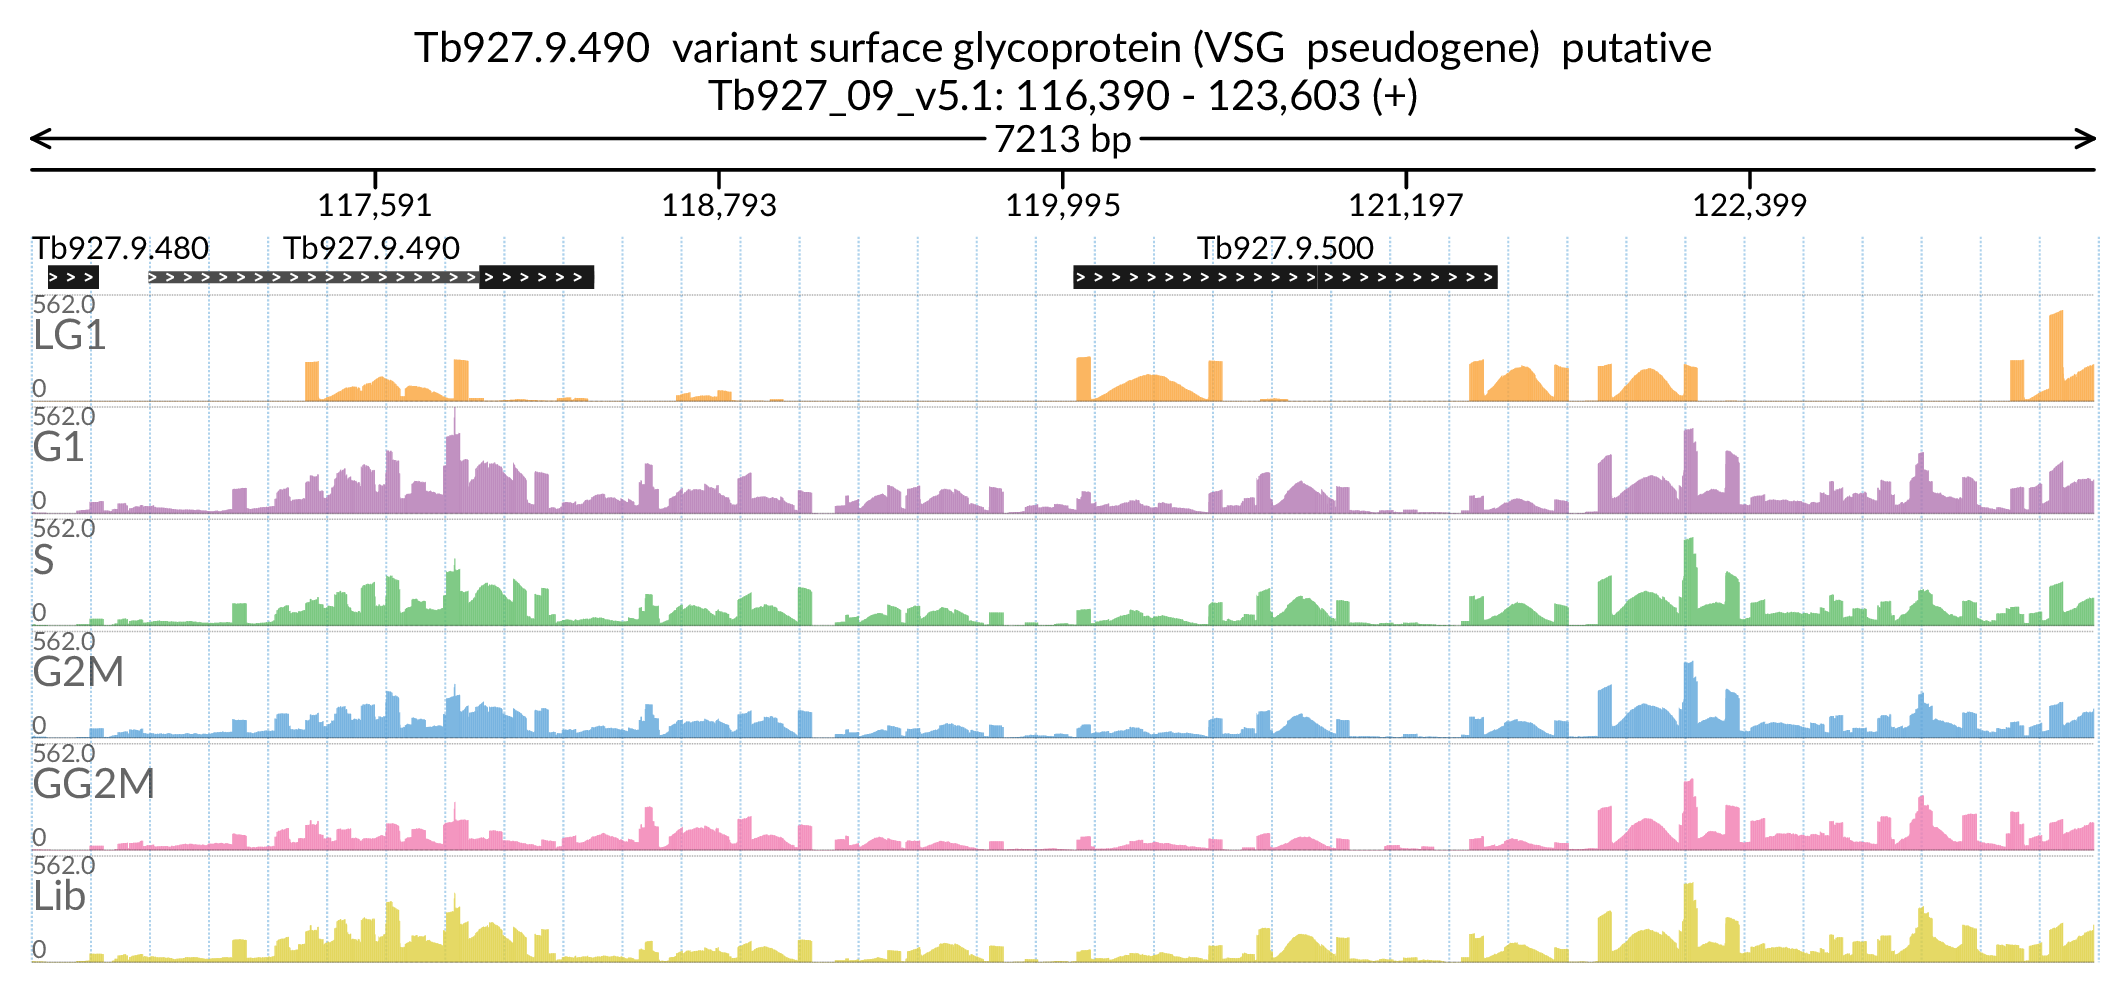 Tb927.9.490  variant surface glycoprotein (VSG  pseudogene)  putative
Tb927_09_v5.1: 116,390 - 123,603 (+)
7213 bp
117,591 118,793 119,995 121,197 122,399
Tb927.9.480 Tb927.9.490 Tb927.9.500
562.0
LG1
0
562.0
G1
0
562.0
S
0
562.0
G2M
0
562.0
GG2M
0
562.0
Lib
0